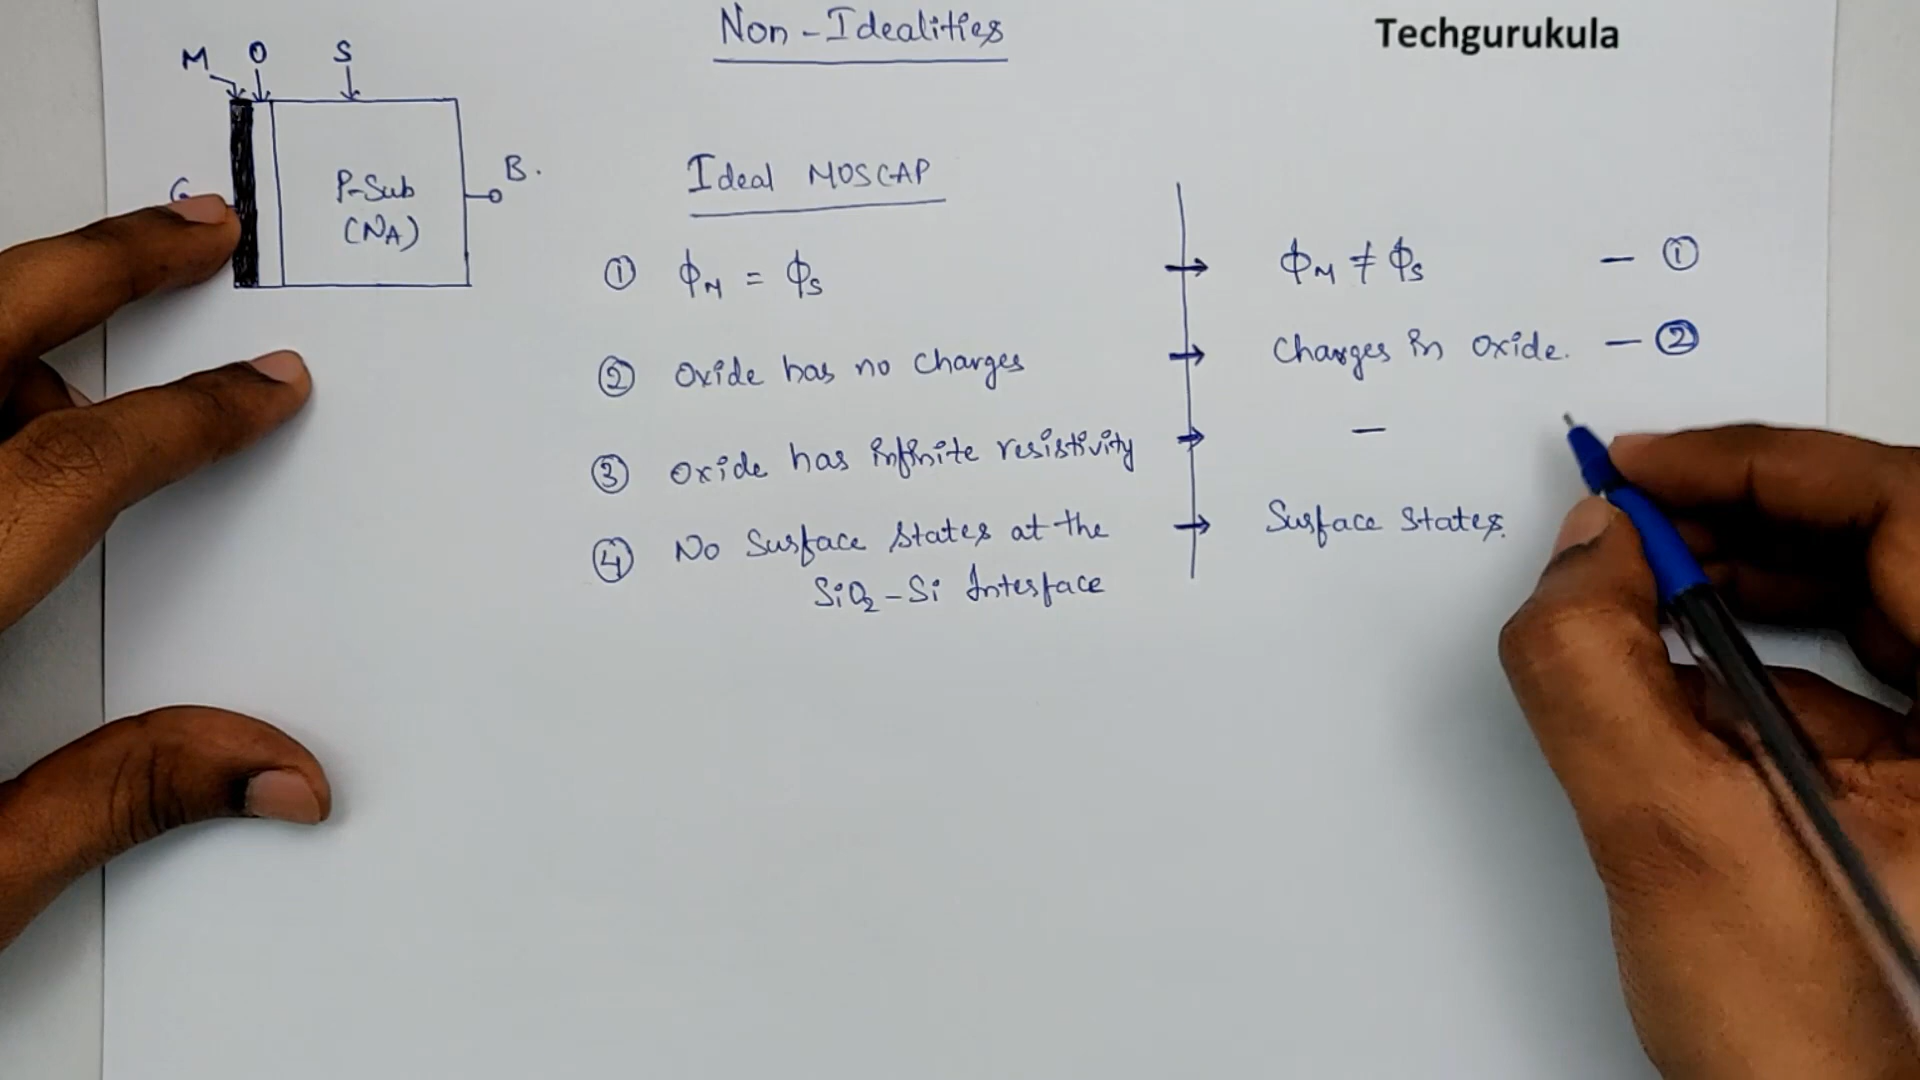 Non-Idealities
Techgurukula
M O S
G
P-Sub
(NA)
B.
Ideal MOSCAP
① ϕM = ϕS → ϕM ≠ ϕS — ①
② Oxide has no charges → Charges in oxide. — ②
③ Oxide has infinite resistivity → —
④ No Surface states at the → Surface states.
SiO₂ – Si Interface